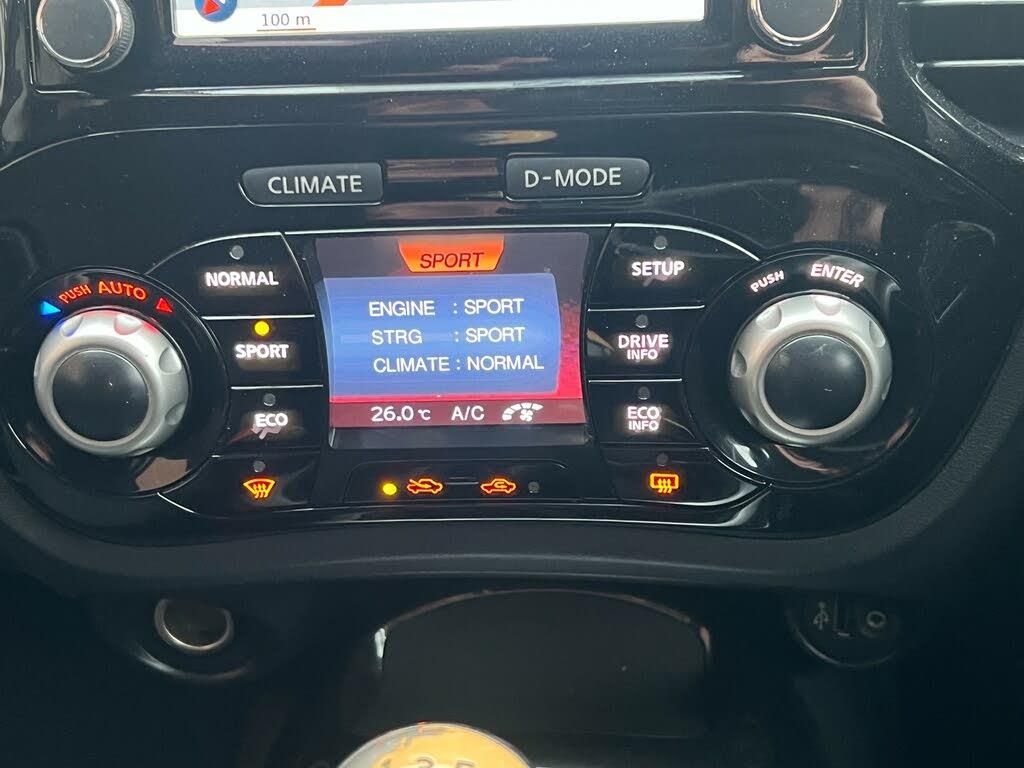 100 m
CLIMATE
D-MODE
PUSH AUTO
NORMAL
SPORT
ECO
SPORT
ENGINE : SPORT
STRG : SPORT
CLIMATE : NORMAL
26.0 °C A/C
SETUP
DRIVE
INFO
ECO
INFO
PUSH ENTER
3